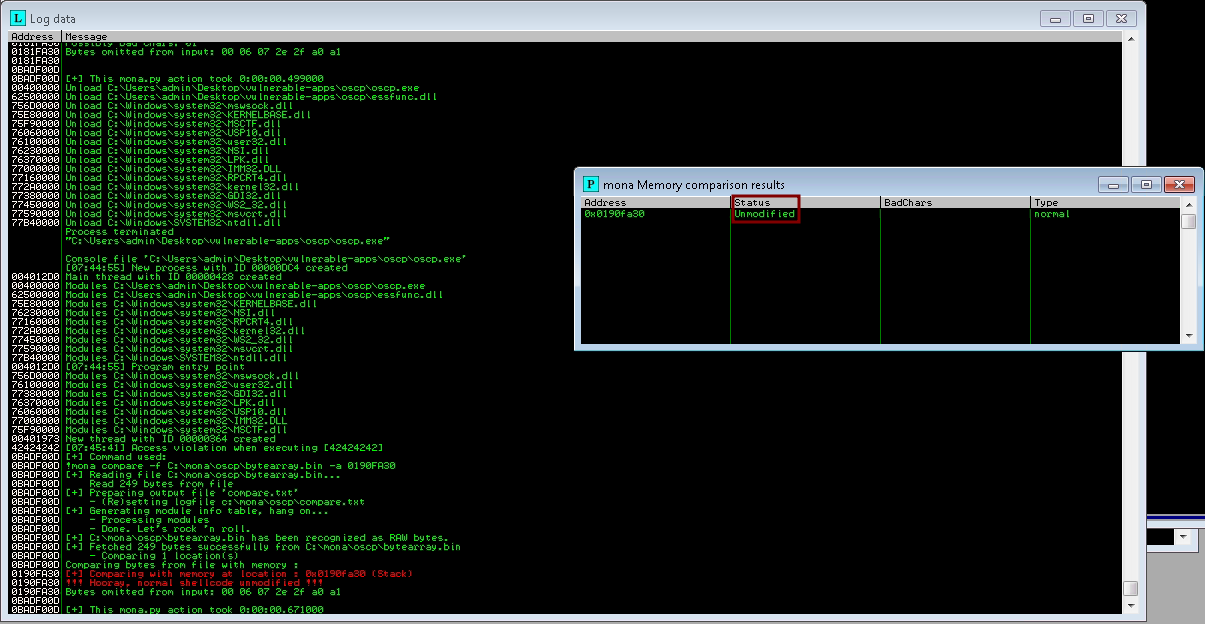 L Log data
Address Message
0181FA30 Possibly bad chars: 01
0181FA30 Bytes omitted from input: 00 06 07 2e 2f a0 a1
0181FA30
0BADF00D
0BADF00D [+] This mona.py action took 0:00:00.499000
00400000 Unload C:\Users\admin\Desktop\vulnerable-apps\oscp\oscp.exe
62500000 Unload C:\Users\admin\Desktop\vulnerable-apps\oscp\essfunc.dll
756D0000 Unload C:\Windows\system32\mswsock.dll
75E80000 Unload C:\Windows\system32\KERNELBASE.dll
75F90000 Unload C:\Windows\system32\MSCTF.dll
76060000 Unload C:\Windows\system32\USP10.dll
76100000 Unload C:\Windows\system32\user32.dll
76230000 Unload C:\Windows\system32\NSI.dll
76370000 Unload C:\Windows\system32\LPK.dll
77000000 Unload C:\Windows\system32\IMM32.DLL
77160000 Unload C:\Windows\system32\RPCRT4.dll
772A0000 Unload C:\Windows\system32\kernel32.dll
77380000 Unload C:\Windows\system32\GDI32.dll
77450000 Unload C:\Windows\system32\WS2_32.dll
77590000 Unload C:\Windows\system32\msvcrt.dll
77B40000 Unload C:\Windows\SYSTEM32\ntdll.dll
Process terminated
"C:\Users\admin\Desktop\vulnerable-apps\oscp\oscp.exe"
Console file 'C:\Users\admin\Desktop\vulnerable-apps\oscp\oscp.exe'
[07:44:55] New process with ID 00000DC4 created
004012D0 Main thread with ID 00000428 created
00400000 Modules C:\Users\admin\Desktop\vulnerable-apps\oscp\oscp.exe
62500000 Modules C:\Users\admin\Desktop\vulnerable-apps\oscp\essfunc.dll
75E80000 Modules C:\Windows\system32\KERNELBASE.dll
76230000 Modules C:\Windows\system32\NSI.dll
77160000 Modules C:\Windows\system32\RPCRT4.dll
772A0000 Modules C:\Windows\system32\kernel32.dll
77450000 Modules C:\Windows\system32\WS2_32.dll
77590000 Modules C:\Windows\system32\msvcrt.dll
77B40000 Modules C:\Windows\SYSTEM32\ntdll.dll
004012D0 [07:44:55] Program entry point
756D0000 Modules C:\Windows\system32\mswsock.dll
76100000 Modules C:\Windows\system32\user32.dll
77380000 Modules C:\Windows\system32\GDI32.dll
76370000 Modules C:\Windows\system32\LPK.dll
76060000 Modules C:\Windows\system32\USP10.dll
77000000 Modules C:\Windows\system32\IMM32.DLL
75F90000 Modules C:\Windows\system32\MSCTF.dll
00401973 New thread with ID 00000364 created
42424242 [07:45:41] Access violation when executing [42424242]
0BADF00D [+] Command used:
0BADF00D !mona compare -f C:\mona\oscp\bytearray.bin -a 0190FA30
0BADF00D [+] Reading file C:\mona\oscp\bytearray.bin...
0BADF00D Read 249 bytes from file
0BADF00D [+] Preparing output file 'compare.txt'
0BADF00D - (Re)setting logfile c:\mona\oscp\compare.txt
0BADF00D [+] Generating module info table, hang on...
0BADF00D - Processing modules
0BADF00D - Done. Let's rock 'n roll.
0BADF00D [+] C:\mona\oscp\bytearray.bin has been recognized as RAW bytes.
0BADF00D [+] Fetched 249 bytes successfully from C:\mona\oscp\bytearray.bin
0BADF00D - Comparing 1 location(s)
0BADF00D Comparing bytes from file with memory :
0190FA30 [+] Comparing with memory at location : 0x0190fa30 (Stack)
0190FA30 !!! Hooray, normal shellcode unmodified !!!
0190FA30 Bytes omitted from input: 00 06 07 2e 2f a0 a1
0BADF00D
0BADF00D [+] This mona.py action took 0:00:00.671000
P mona Memory comparison results
Address Status BadChars Type
0x0190fa30 Unmodified normal